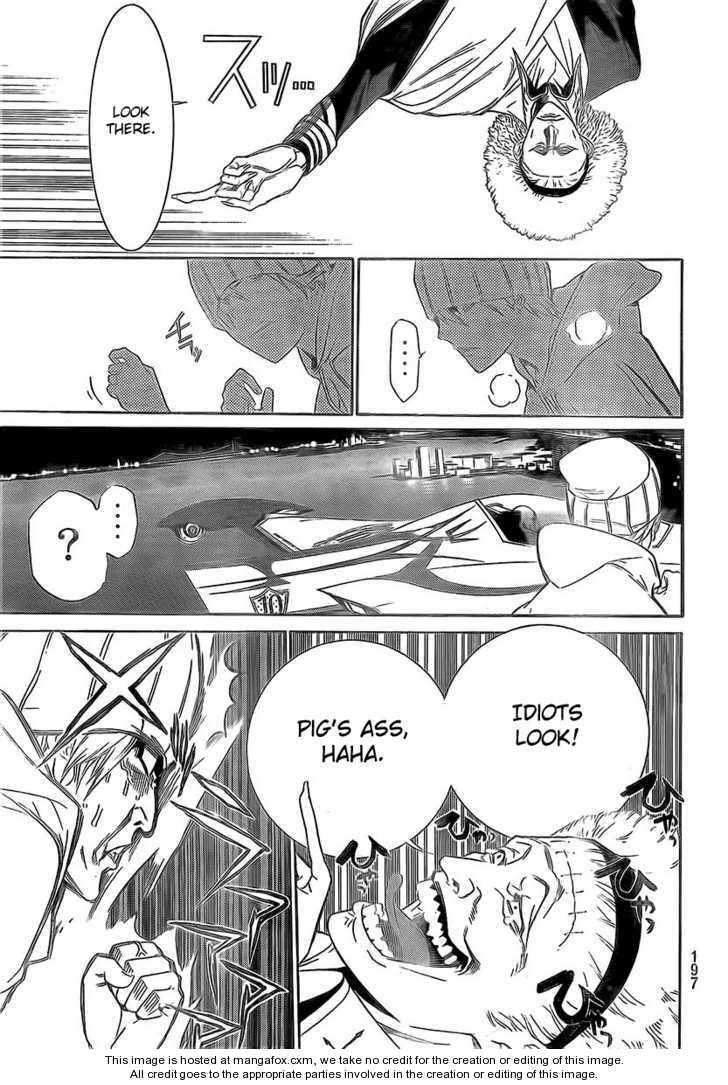 LOOK
THERE.
スッ...
....
....
?
10
IDIOTS
LOOK!
PIG'S ASS,
HAHA.
197
This image is hosted at mangafox.cxm, we take no credit for the creation or editing of this image.
All credit goes to the appropriate parties involved in the creation or editing of this image.